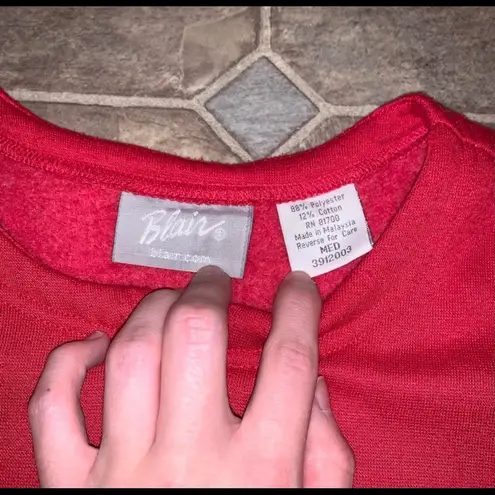 Blair®
blair.com
88% Polyester
12% Cotton
RN 81700
Made in Malaysia
Reverse For Care
MED
3912003